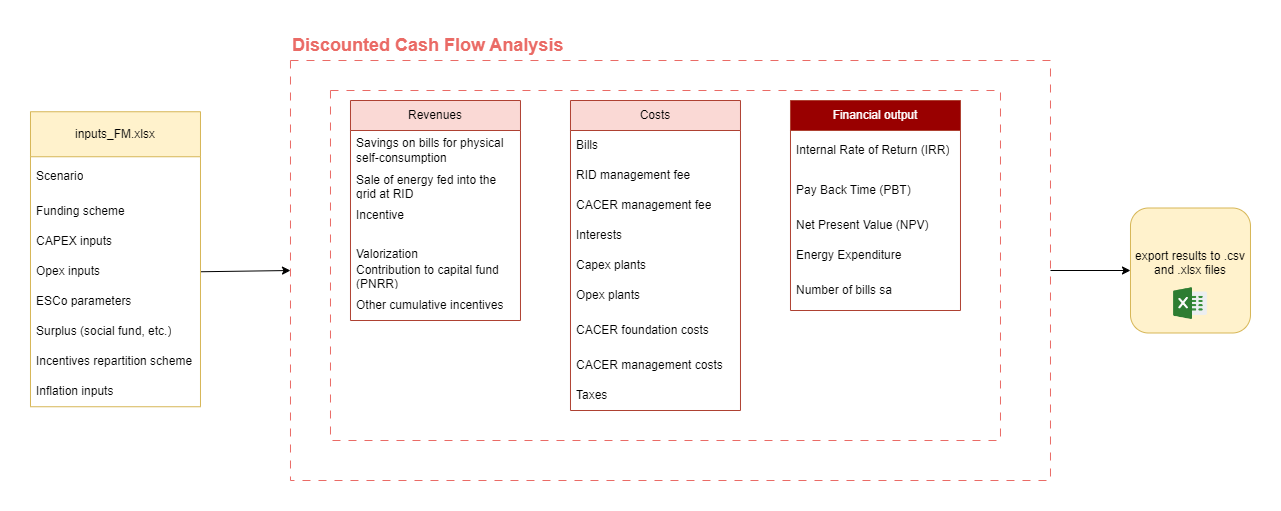 Discounted Cash Flow Analysis
inputs_FM.xlsx
Scenario
Funding scheme
CAPEX inputs
Opex inputs
ESCo parameters
Surplus (social fund, etc.)
Incentives repartition scheme
Inflation inputs
Revenues
Savings on bills for physical
self-consumption
Sale of energy fed into the
grid at RID
Incentive
Valorization
Contribution to capital fund
(PNRR)
Other cumulative incentives
Costs
Bills
RID management fee
CACER management fee
Interests
Capex plants
Opex plants
CACER foundation costs
CACER management costs
Taxes
Financial output
Internal Rate of Return (IRR)
Pay Back Time (PBT)
Net Present Value (NPV)
Energy Expenditure
Number of bills sa
export results to .csv
and .xlsx files
X